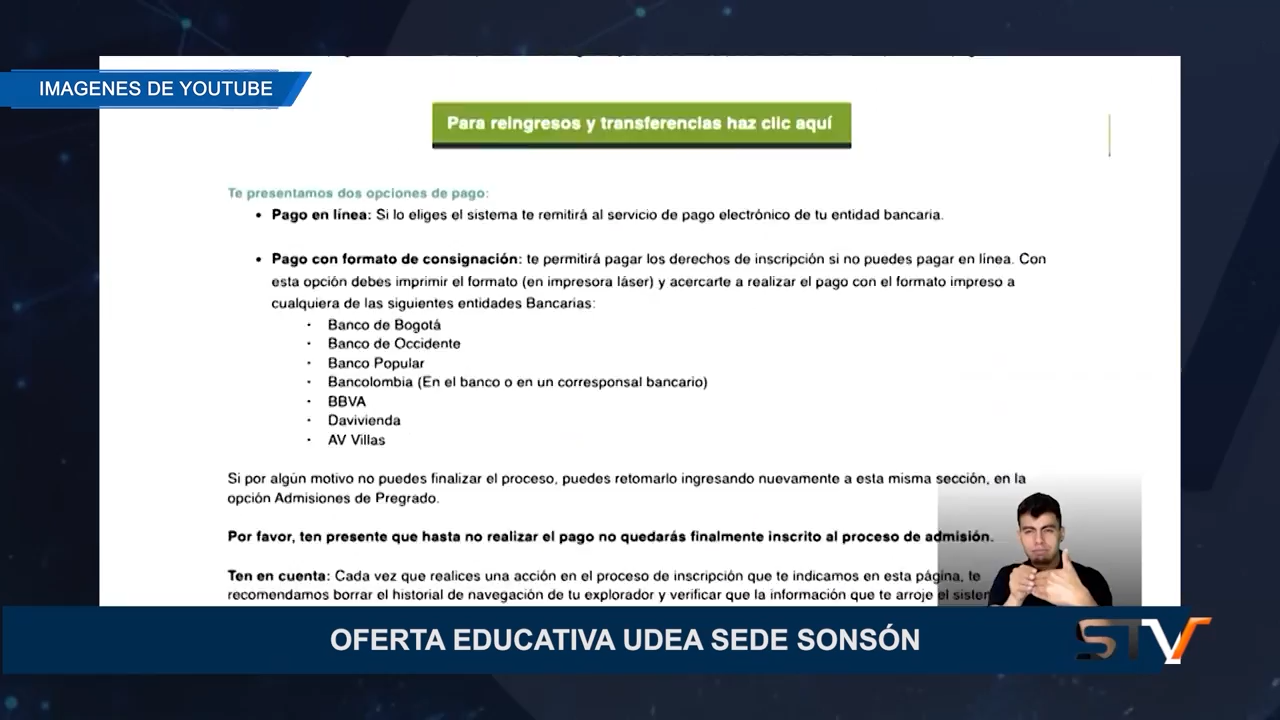 IMAGENES DE YOUTUBE
Para reingresos y transferencias haz clic aquí
Te presentamos dos opciones de pago:
• Pago en línea: Si lo eliges el sistema te remitirá al servicio de pago electrónico de tu entidad bancaria.
• Pago con formato de consignación: te permitirá pagar los derechos de inscripción si no puedes pagar en línea. Con
esta opción debes imprimir el formato (en impresora láser) y acercarte a realizar el pago con el formato impreso a
cualquiera de las siguientes entidades Bancarias:
· Banco de Bogotá
· Banco de Occidente
· Banco Popular
· Bancolombia (En el banco o en un corresponsal bancario)
· BBVA
· Davivienda
· AV Villas
Si por algún motivo no puedes finalizar el proceso, puedes retomarlo ingresando nuevamente a esta misma sección, en la
opción Admisiones de Pregrado.
Por favor, ten presente que hasta no realizar el pago no quedarás finalmente inscrito al proceso de admisión.
Ten en cuenta: Cada vez que realices una acción en el proceso de inscripción que te indicamos en esta página, te
recomendamos borrar el historial de navegación de tu explorador y verificar que la información que te arroje el
OFERTA EDUCATIVA UDEA SEDE SONSÓN
STV